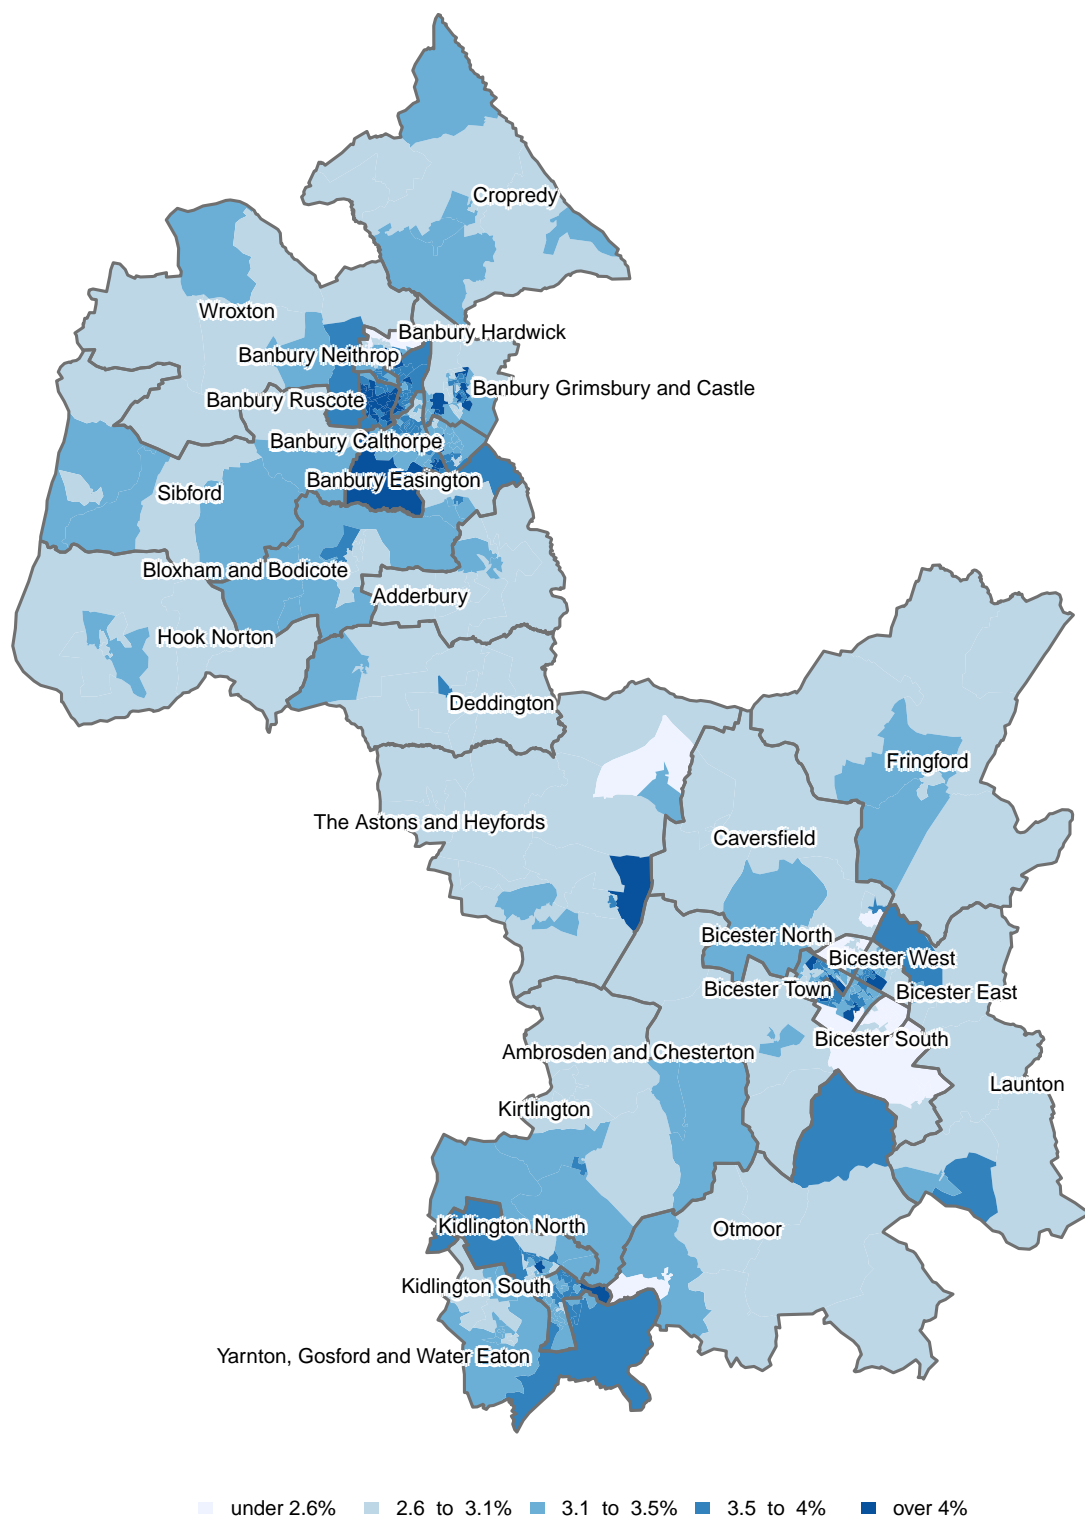 Cropredy
Wroxton
Banbury Hardwick
Banbury Neithrop
Banbury Grimsbury and Castle
Banbury Ruscote
Banbury Calthorpe
Banbury Easington
Sibford
Bloxham and Bodicote
Adderbury
Hook Norton
Deddington
Fringford
The Astons and Heyfords
Caversfield
Bicester North
Bicester West
Bicester Town
Bicester East
Bicester South
Ambrosden and Chesterton
Launton
Kirtlington
Kidlington North
Otmoor
Kidlington South
Yarnton, Gosford and Water Eaton
under 2.6% 2.6 to 3.1% 3.1 to 3.5% 3.5 to 4% over 4%